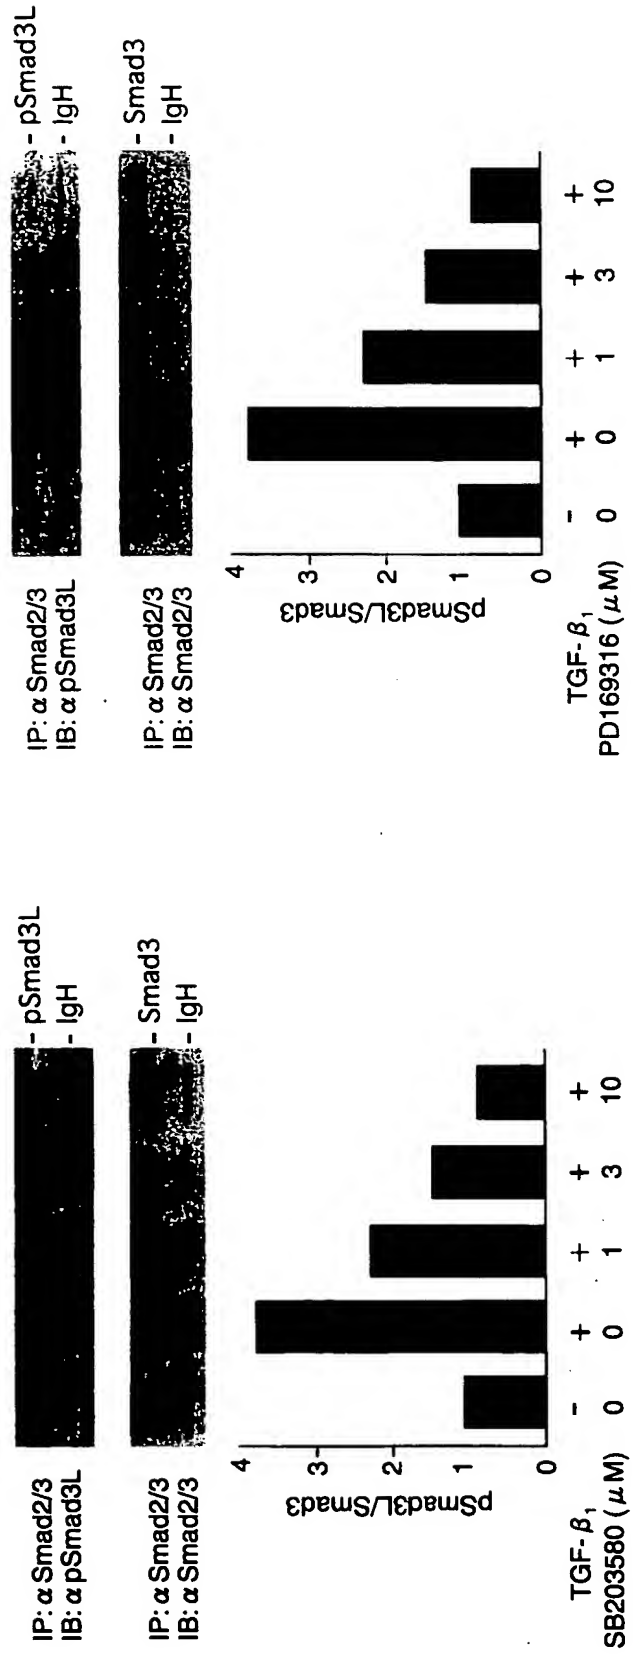 IP: α Smad2/3
IB: α pSmad3L
- pSmad3L
- IgH
IP: α Smad2/3
IB: α Smad2/3
- Smad3
- IgH
pSmad3L/Smad3
4
3
2
1
0
TGF-β₁ - + + + +
SB203580 (μM) 0 0 1 3 10
IP: α Smad2/3
IB: α pSmad3L
- pSmad3L
- IgH
IP: α Smad2/3
IB: α Smad2/3
- Smad3
- IgH
pSmad3L/Smad3
4
3
2
1
0
TGF-β₁ - + + + +
PD169316 (μM) 0 0 1 3 10